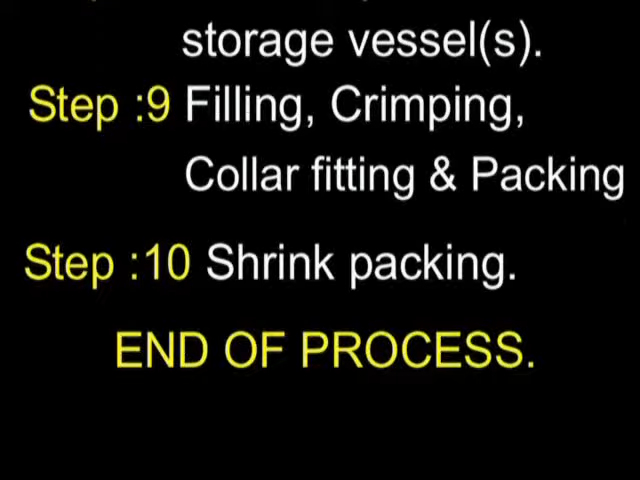 storage vessel(s).
Step :9 Filling, Crimping,
Collar fitting & Packing
Step :10 Shrink packing.
END OF PROCESS.